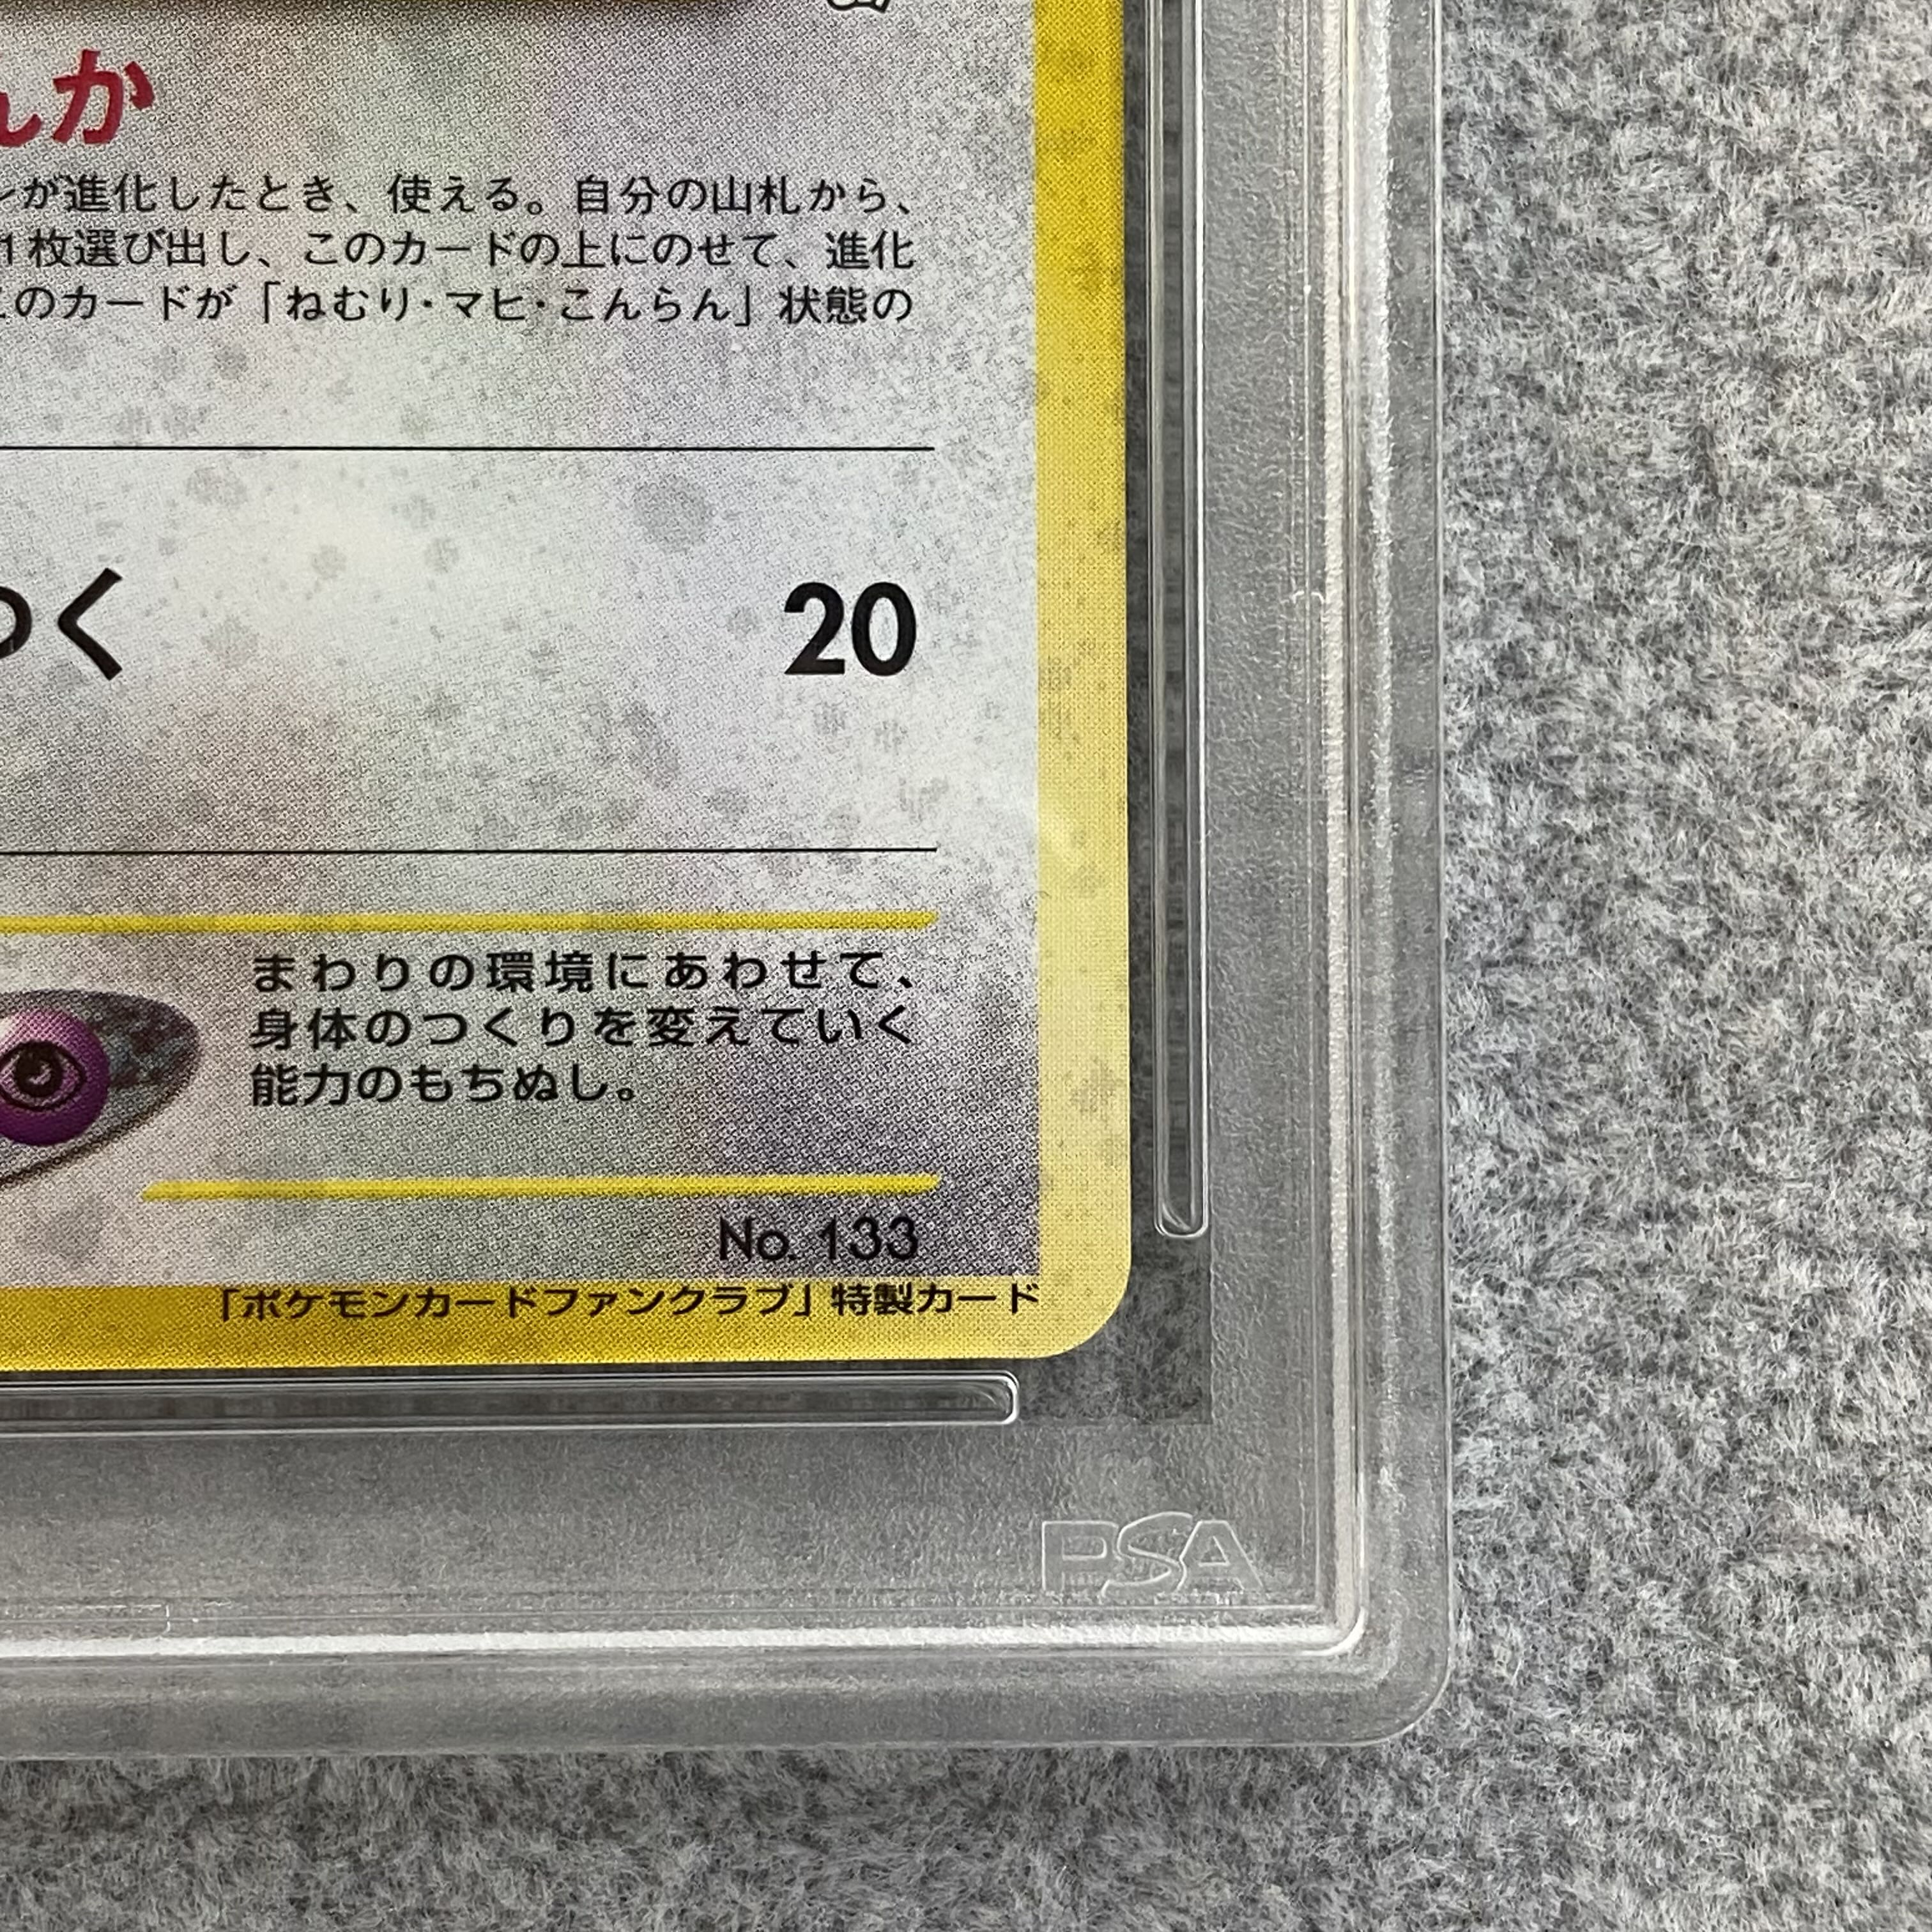 んか
が進化したとき、使える。自分の山札から、
1枚選び出し、このカードの上にのせて、進化
このカードが「ねむり・マヒ・こんらん」状態の
つく 20
まわりの環境にあわせて、
身体のつくりを変えていく
能力のもちぬし。
No. 133
「ポケモンカードファンクラブ」特製カード
PSA